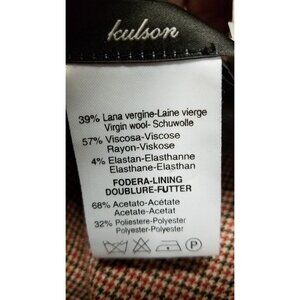 kulson
39% Lana vergine-Laine vierge
Virgin wool- Schuwolle
57% Viscosa-Viscose
Rayon-Viskose
4% Elastan-Elasthanne
Elasthane-Elasthan
FODERA-LINING
DOUBLURE-FUTTER
68% Acetato-Acétate
Acetate-Acetat
32% Poliestere-Polyester
Polyester-Polyester
P